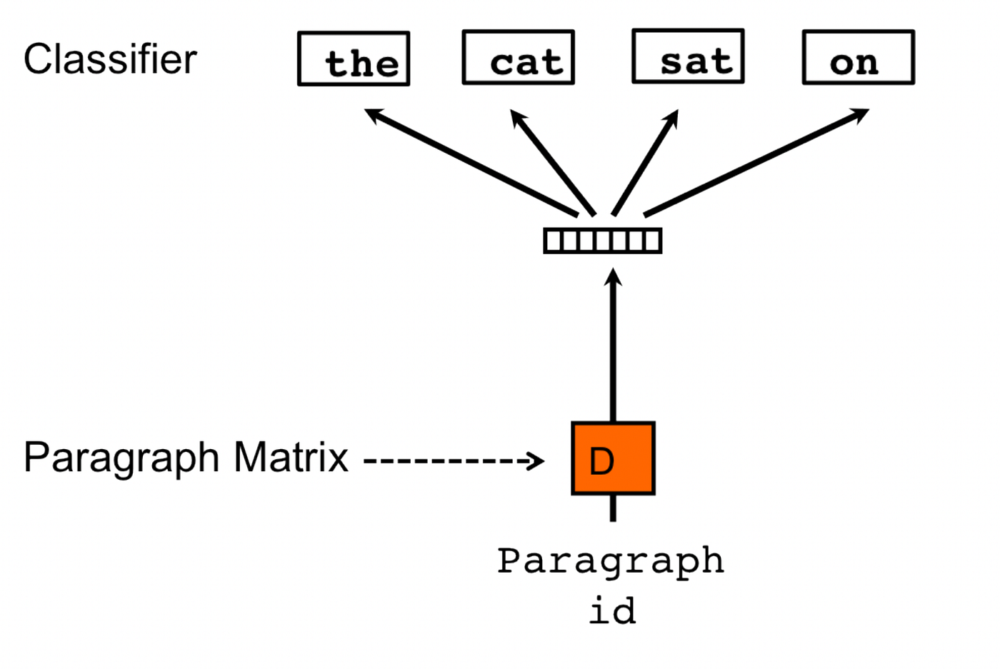 Classifier
the
cat
sat
on
Paragraph Matrix
D
Paragraph
id